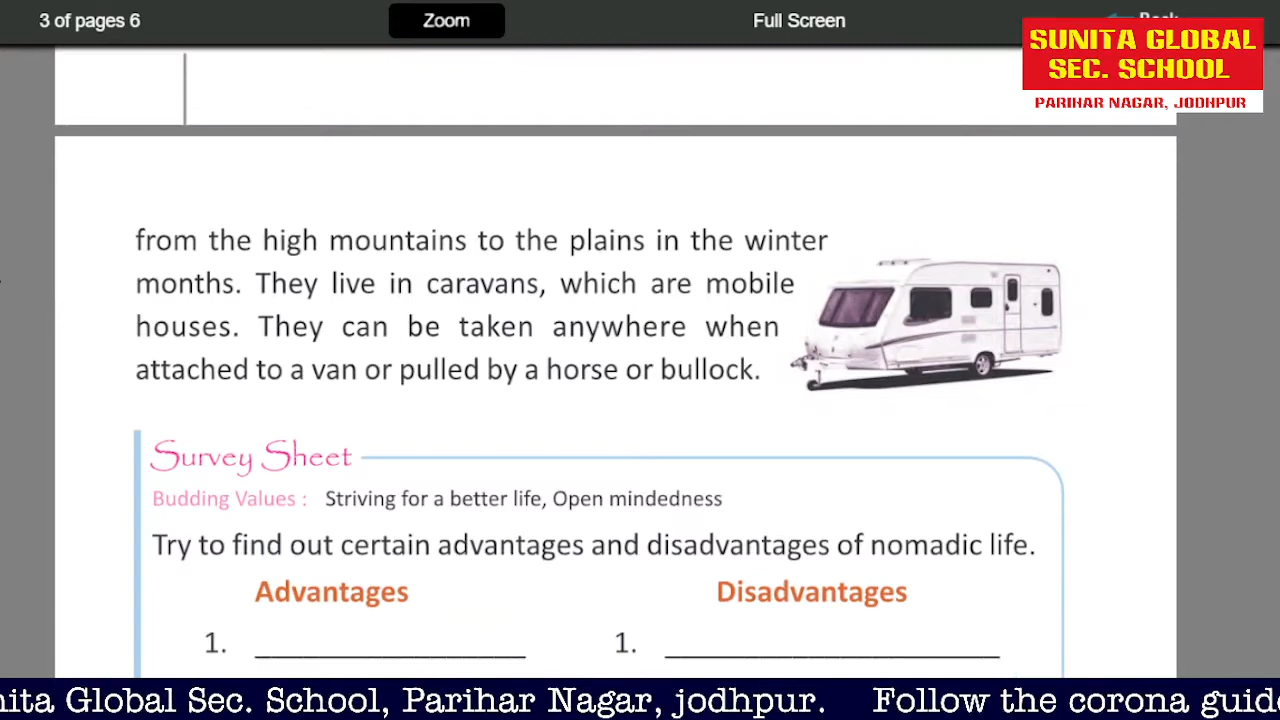 3 of pages 6
Zoom
Full Screen
SUNITA GLOBAL
SEC. SCHOOL
PARIHAR NAGAR, JODHPUR
from the high mountains to the plains in the winter
months. They live in caravans, which are mobile
houses. They can be taken anywhere when
attached to a van or pulled by a horse or bullock.
Survey Sheet
Budding Values : Striving for a better life, Open mindedness
Try to find out certain advantages and disadvantages of nomadic life.
Advantages Disadvantages
1. ________________ 1. ____________________
nita Global Sec. School, Parihar Nagar, jodhpur. Follow the corona guid